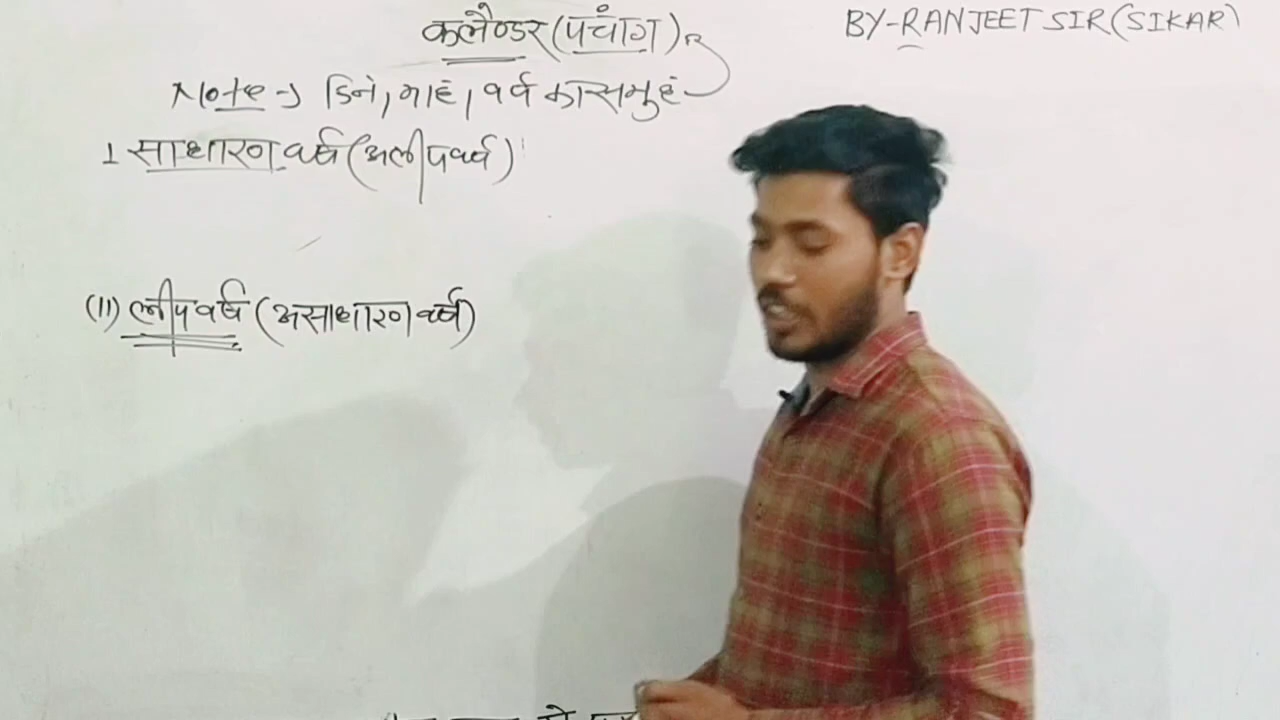 कलैण्डर (पंचांग)
BY-RANJEET SIR (SIKAR)
Note→ दिन, माह, वर्ष का समुह
1 साधारण वर्ष (अलीप वर्ष)
(II) लीप वर्ष (असाधारण वर्ष)